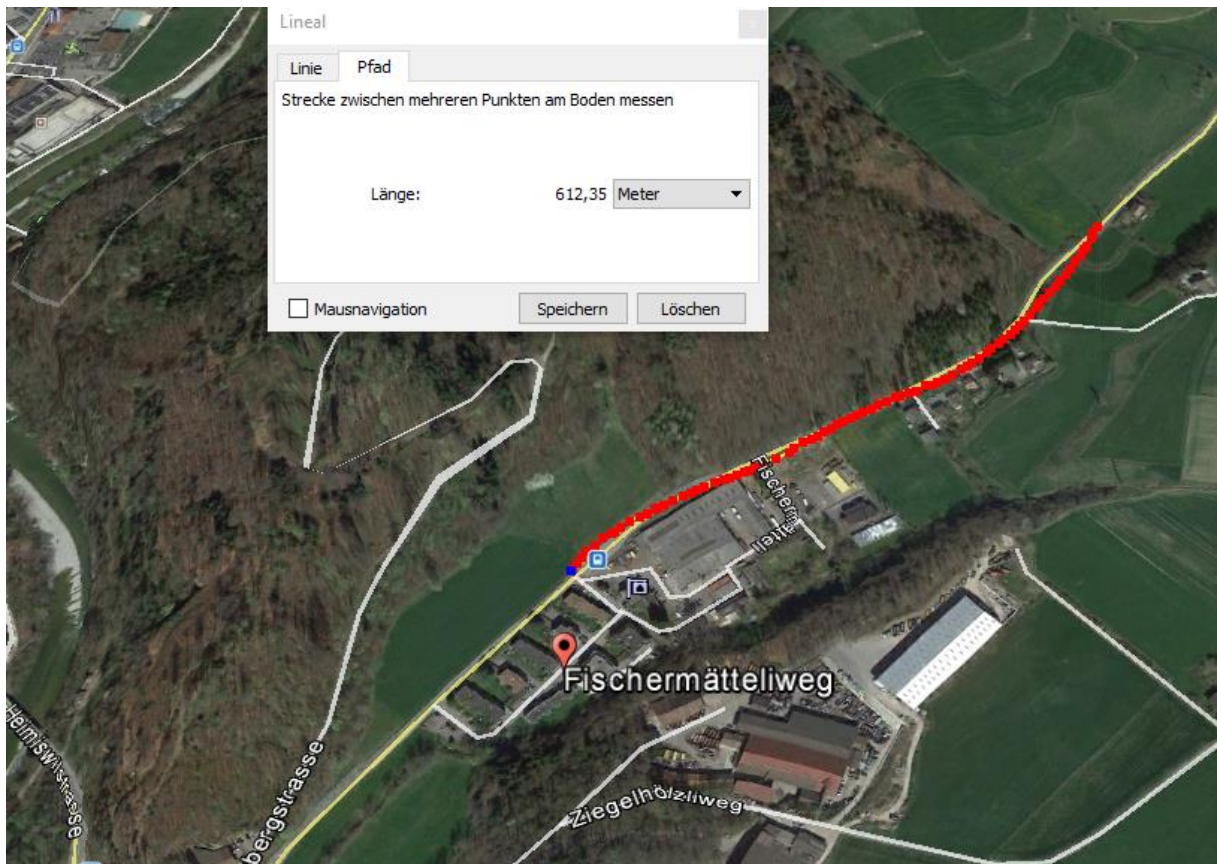 Lineal
Linie
Pfad
Strecke zwischen mehreren Punkten am Boden messen
Länge:
612,35
Meter
Mausnavigation
Speichern
Löschen
Fischermätteli
Fischermätteliweg
Heimiswilstrasse
bergstrasse
Ziegelhölzliweg